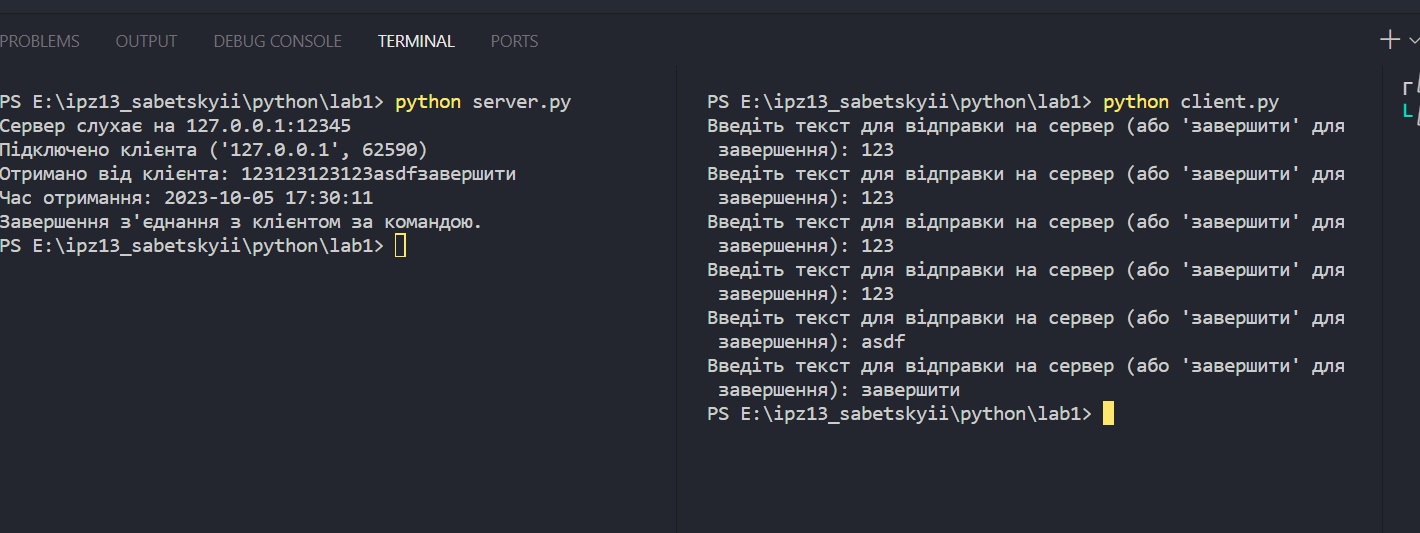 PROBLEMS OUTPUT DEBUG CONSOLE TERMINAL PORTS
PS E:\ipz13_sabetskyii\python\lab1> python server.py
Сервер слухає на 127.0.0.1:12345
Підключено клієнта ('127.0.0.1', 62590)
Отримано від клієнта: 123123123123asdfзавершити
Час отримання: 2023-10-05 17:30:11
Завершення з'єднання з клієнтом за командою.
PS E:\ipz13_sabetskyii\python\lab1>
PS E:\ipz13_sabetskyii\python\lab1> python client.py
Введіть текст для відправки на сервер (або 'завершити' для
завершення): 123
Введіть текст для відправки на сервер (або 'завершити' для
завершення): 123
Введіть текст для відправки на сервер (або 'завершити' для
завершення): 123
Введіть текст для відправки на сервер (або 'завершити' для
завершення): 123
Введіть текст для відправки на сервер (або 'завершити' для
завершення): asdf
Введіть текст для відправки на сервер (або 'завершити' для
завершення): завершити
PS E:\ipz13_sabetskyii\python\lab1>